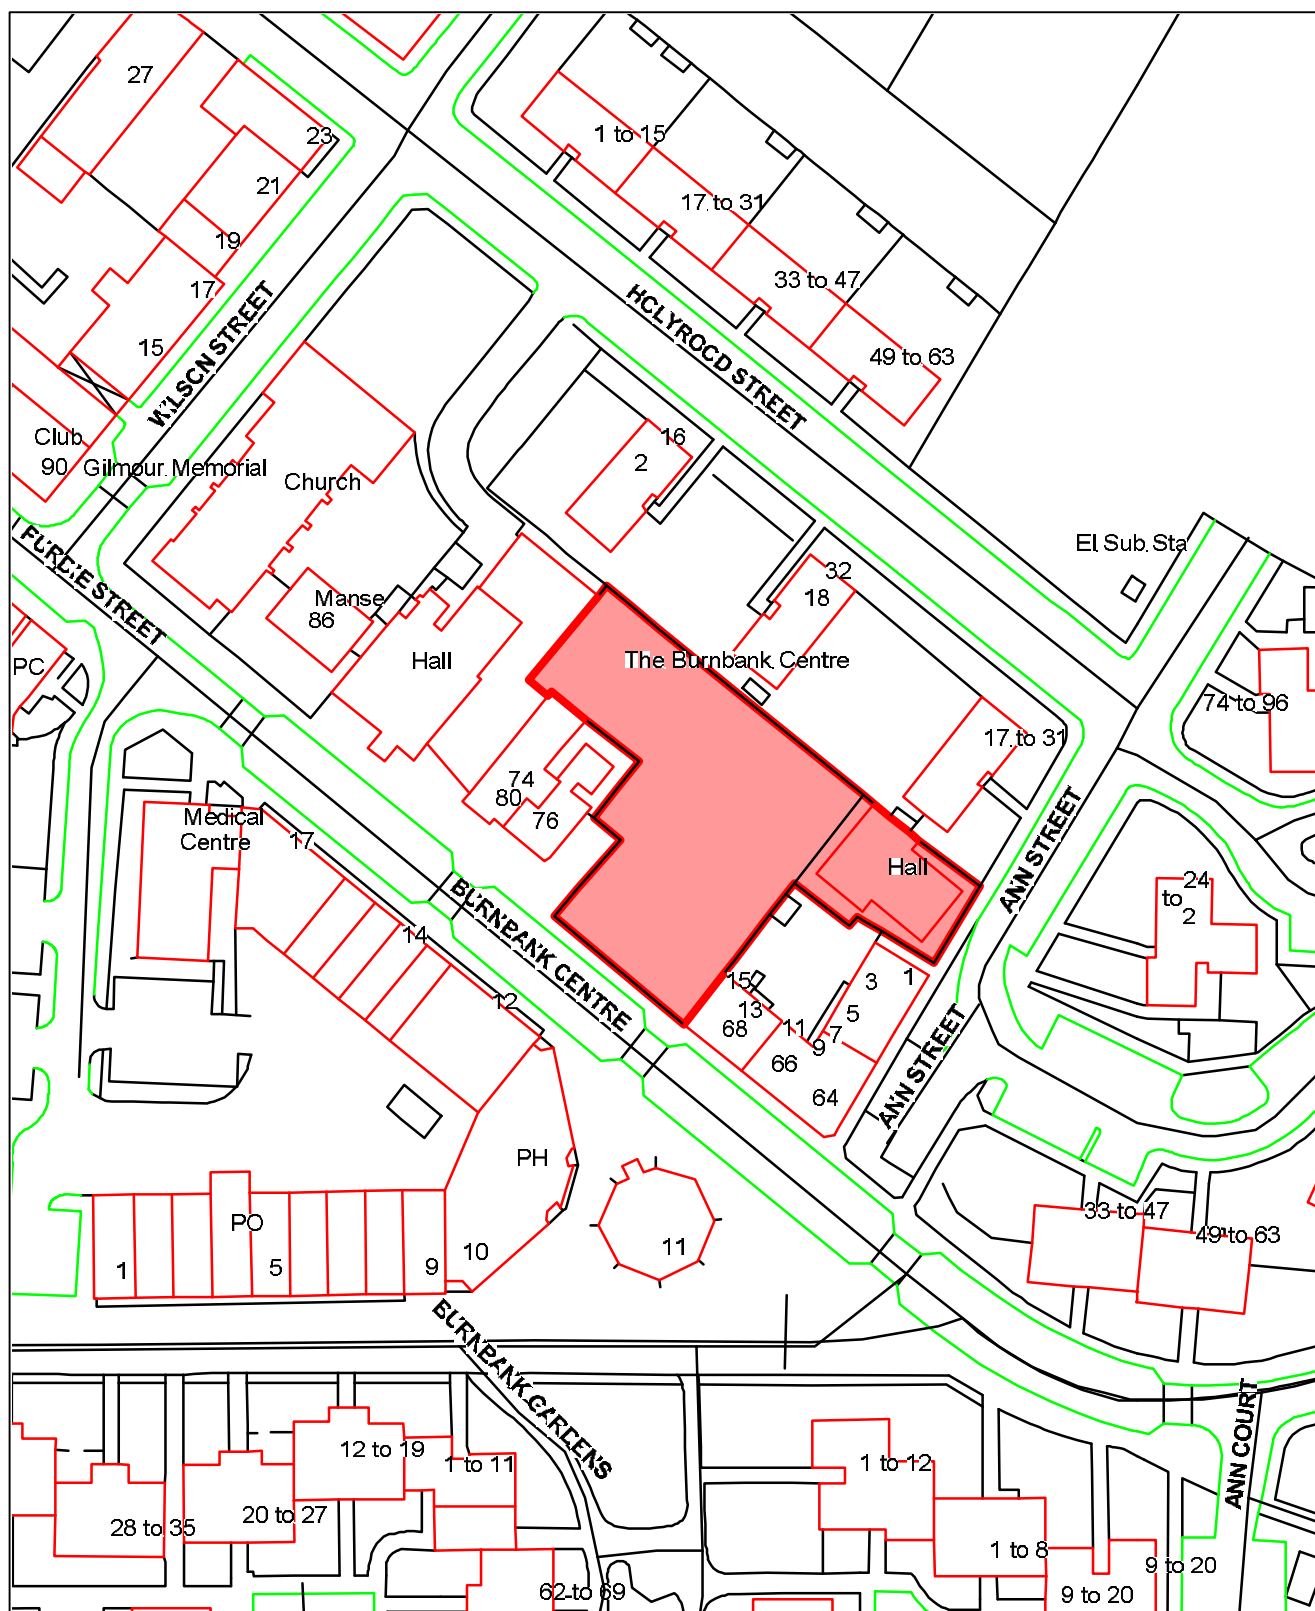 27
23
1 to 15
21
17 to 31
19
33 to 47
17
HOLYROOD STREET
WILSON STREET
15
49 to 63
Club
90
Gilmour Memorial
Church
16
2
PURDIE STREET
El Sub Sta
32
18
Manse
86
Hall
The Burnbank Centre
PC
74 to 96
17 to 31
74
80
76
Medical
Centre
17
Hall
ANN STREET
24
to
2
14
BURNBANK CENTRE
12
15
13
68
3
1
5
11
7
9
66
64
ANN STREET
PH
PO
1
5
9
10
11
33 to 47
49 to 63
BURNBANK GARDENS
12 to 19
1 to 11
1 to 12
ANN COURT
28 to 35
20 to 27
1 to 8
9 to 20
62 to 69
9 to 20